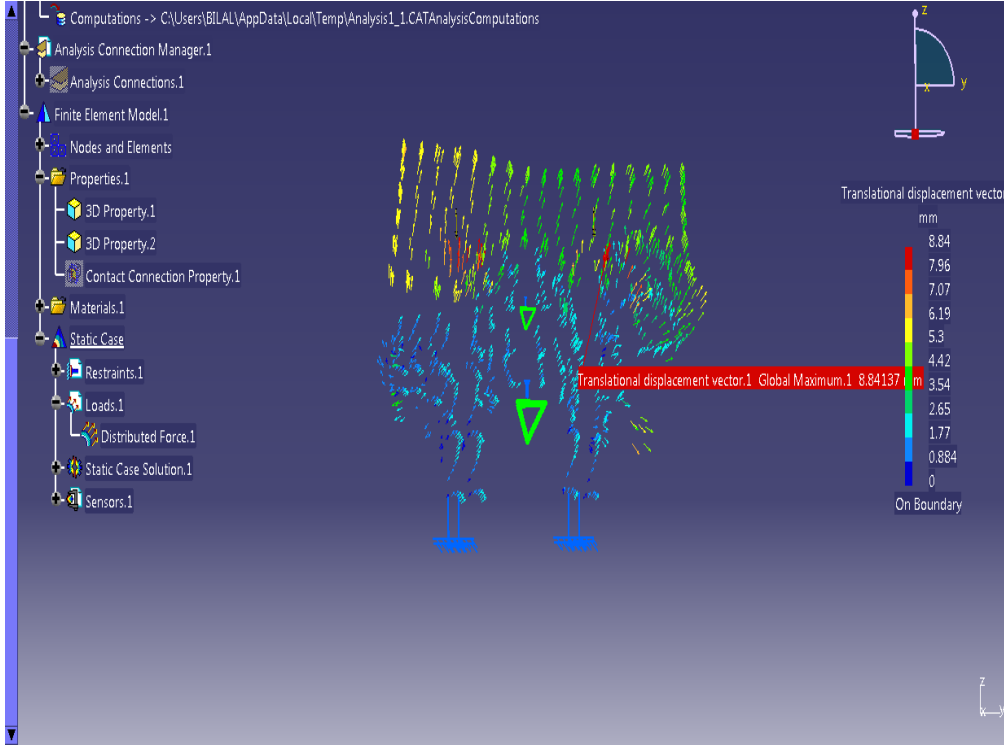 Computations -> C:\Users\BILAL\AppData\Local\Temp\Analysis1_1.CATAnalysisComputations
Analysis Connection Manager.1
Analysis Connections.1
Finite Element Model.1
Nodes and Elements
Properties.1
3D Property.1
3D Property.2
Contact Connection Property.1
Materials.1
Static Case
Restraints.1
Loads.1
Distributed Force.1
Static Case Solution.1
Sensors.1
z
x
y
Translational displacement vector
mm
8.84
7.96
7.07
6.19
5.3
4.42
3.54
2.65
1.77
0.884
0
On Boundary
Translational displacement vector.1 Global Maximum.1 8.84137 mm
z
x
y